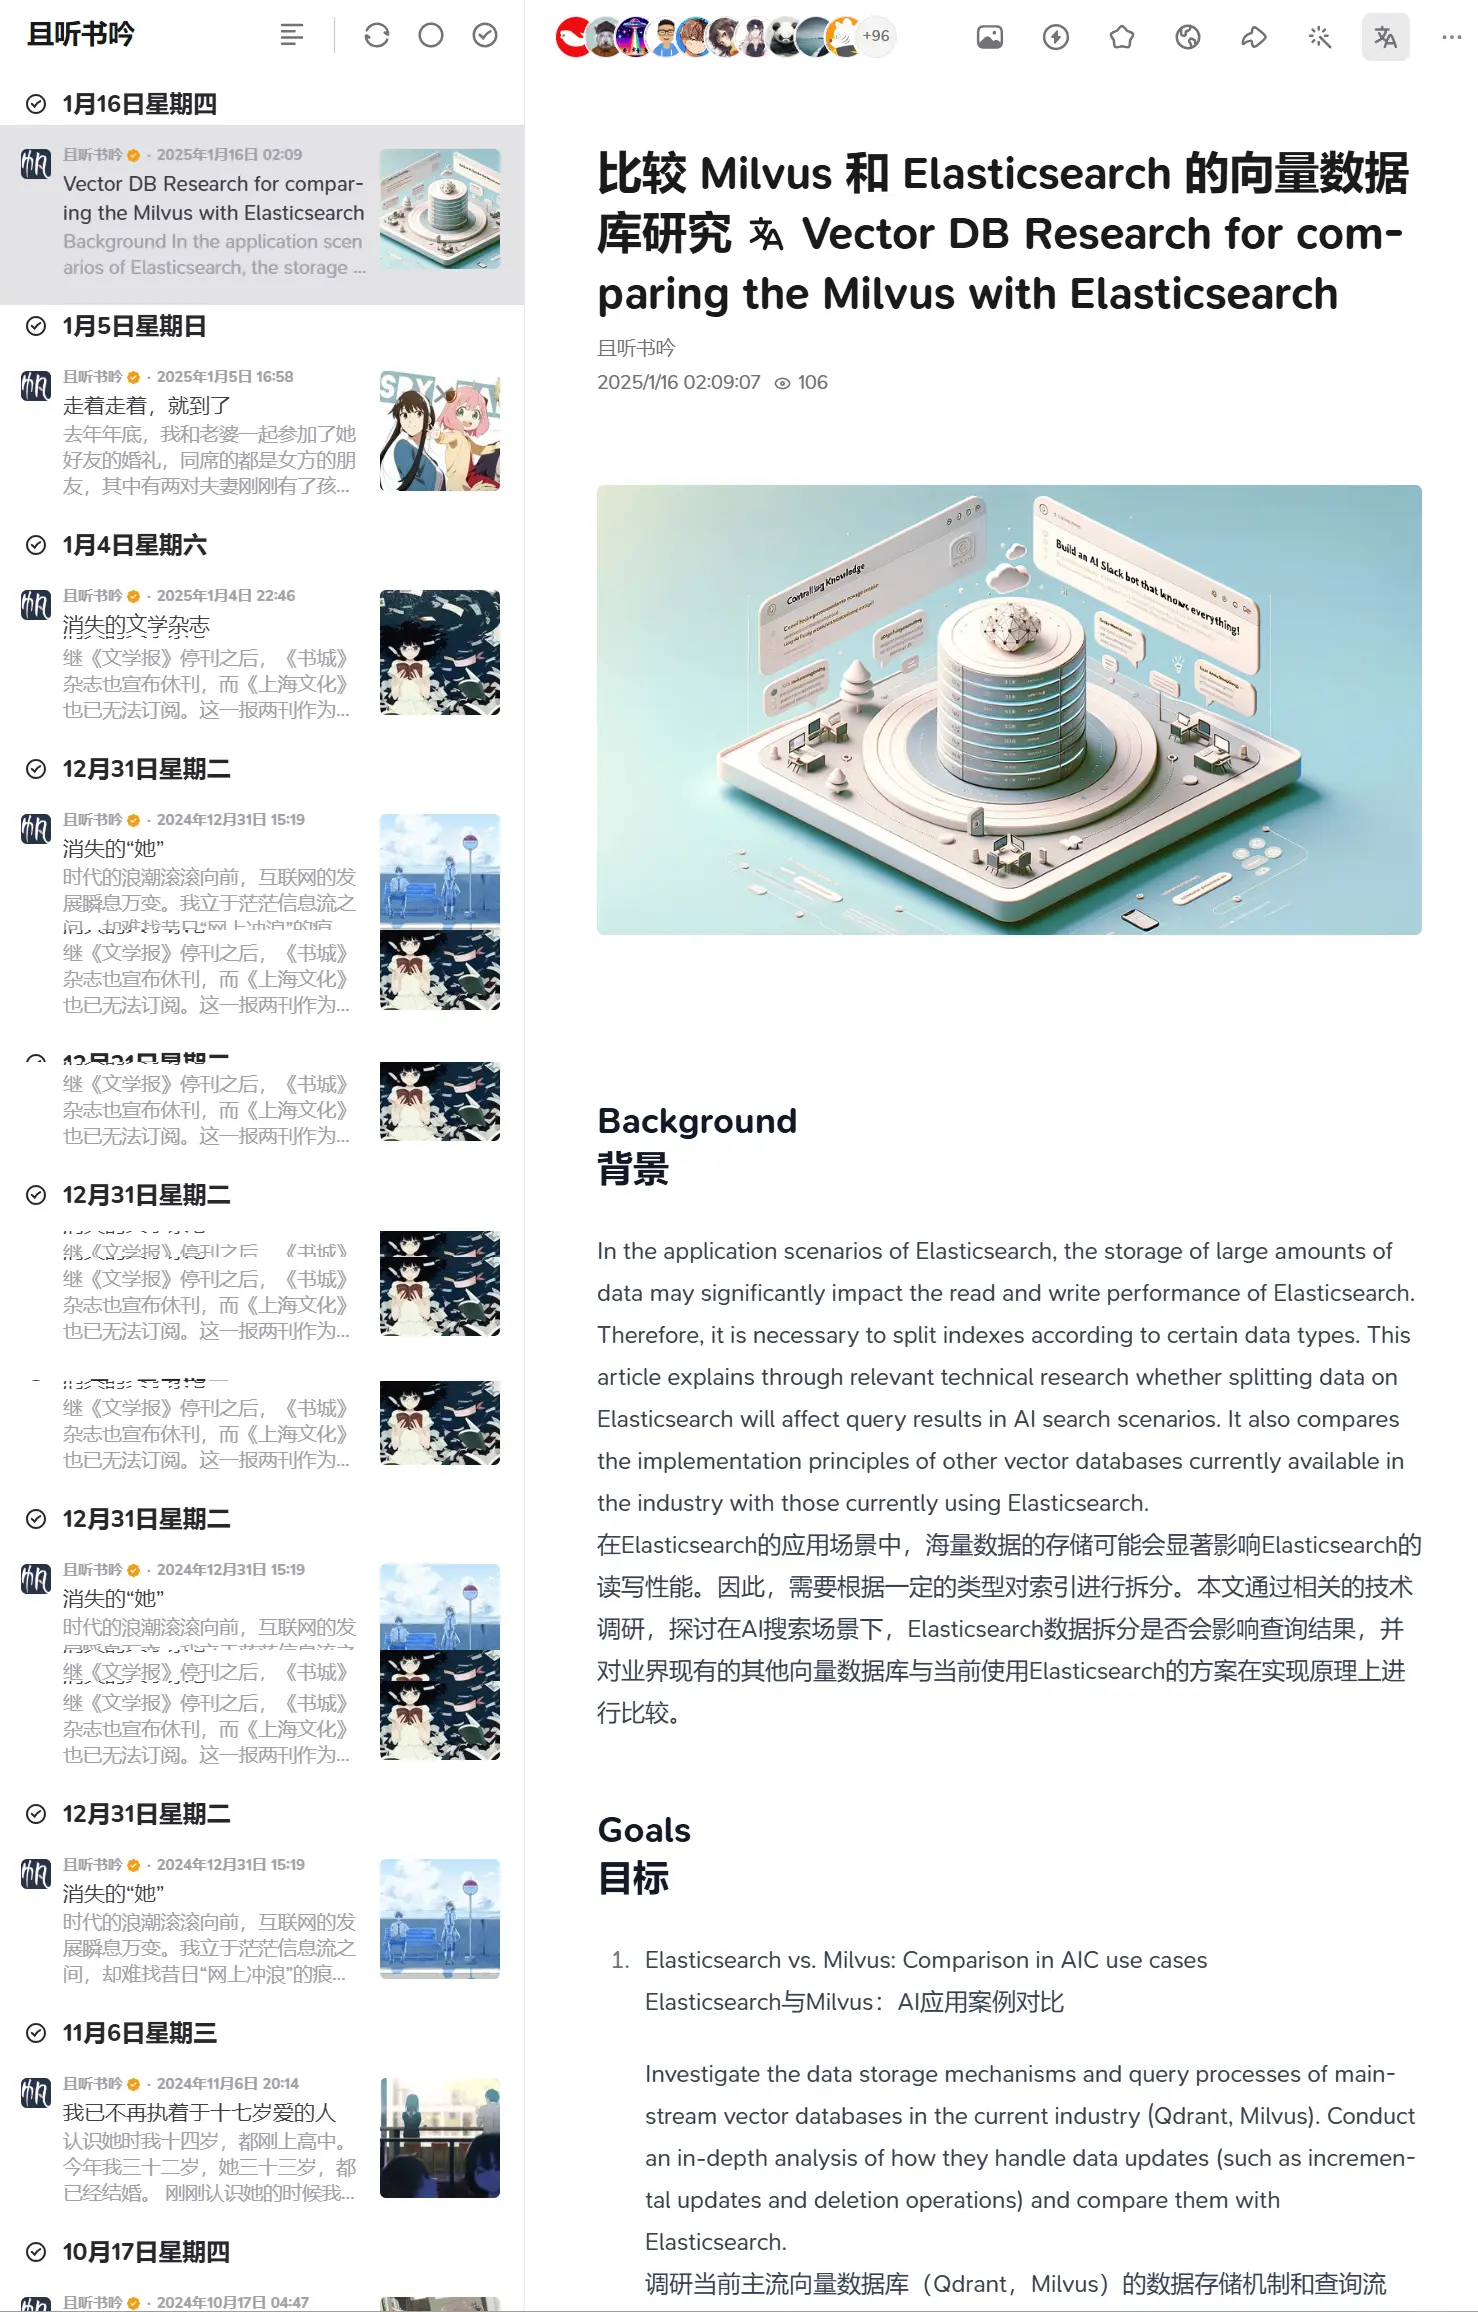 且听书吟
1月16日星期四
且听书吟 · 2025年1月16日 02:09
Vector DB Research for compar-
ing the Milvus with Elasticsearch
Background In the application scen
arios of Elasticsearch, the storage ...
1月5日星期日
且听书吟 · 2025年1月5日 16:58
走着走着，就到了
去年年底，我和老婆一起参加了她
好友的婚礼，同席的都是女方的朋
友，其中有两对夫妻刚刚有了孩...
1月4日星期六
且听书吟 · 2025年1月4日 22:46
消失的文学杂志
继《文学报》停刊之后，《书城》
杂志也宣布休刊，而《上海文化》
也已无法订阅。这一报两刊作为...
12月31日星期二
且听书吟 · 2024年12月31日 15:19
消失的“她”
时代的浪潮滚滚向前，互联网的发
展瞬息万变。我立于茫茫信息流之
间，却难找昔日“网上冲浪”的痕...
继《文学报》停刊之后，《书城》
杂志也宣布休刊，而《上海文化》
也已无法订阅。这一报两刊作为...
12月31日星期二
继《文学报》停刊之后，《书城》
杂志也宣布休刊，而《上海文化》
也已无法订阅。这一报两刊作为...
12月31日星期二
继《文学报》停刊之后，《书城》
继《文学报》停刊之后，《书城》
杂志也宣布休刊，而《上海文化》
也已无法订阅。这一报两刊作为...
继《文学报》停刊之后，《书城》
杂志也宣布休刊，而《上海文化》
也已无法订阅。这一报两刊作为...
12月31日星期二
且听书吟 · 2024年12月31日 15:19
消失的“她”
时代的浪潮滚滚向前，互联网的发
继《文学报》停刊之后，《书城》
继《文学报》停刊之后，《书城》
杂志也宣布休刊，而《上海文化》
也已无法订阅。这一报两刊作为...
12月31日星期二
且听书吟 · 2024年12月31日 15:19
消失的“她”
时代的浪潮滚滚向前，互联网的发
展瞬息万变。我立于茫茫信息流之
间，却难找昔日“网上冲浪”的痕...
11月6日星期三
且听书吟 · 2024年11月6日 20:14
我已不再执着于十七岁爱的人
认识她时我十四岁，都刚上高中。
今年我三十二岁，她三十三岁，都
已经结婚。 刚刚认识她的时候我...
10月17日星期四
且听书吟 · 2024年10月17日 04:47
+96
比较 Milvus 和 Elasticsearch 的向量数据
库研究 Vector DB Research for com-
paring the Milvus with Elasticsearch
且听书吟
2025/1/16 02:09:07 106
Build an AI Slack bot that knows everything!
Background
背景
In the application scenarios of Elasticsearch, the storage of large amounts of
data may significantly impact the read and write performance of Elasticsearch.
Therefore, it is necessary to split indexes according to certain data types. This
article explains through relevant technical research whether splitting data on
Elasticsearch will affect query results in AI search scenarios. It also compares
the implementation principles of other vector databases currently available in
the industry with those currently using Elasticsearch.
在Elasticsearch的应用场景中，海量数据的存储可能会显著影响Elasticsearch的
读写性能。因此，需要根据一定的类型对索引进行拆分。本文通过相关的技术
调研，探讨在AI搜索场景下，Elasticsearch数据拆分是否会影响查询结果，并
对业界现有的其他向量数据库与当前使用Elasticsearch的方案在实现原理上进
行比较。
Goals
目标
1. Elasticsearch vs. Milvus: Comparison in AIC use cases
Elasticsearch与Milvus：AI应用案例对比
Investigate the data storage mechanisms and query processes of main-
stream vector databases in the current industry (Qdrant, Milvus). Conduct
an in-depth analysis of how they handle data updates (such as incremen-
tal updates and deletion operations) and compare them with
Elasticsearch.
调研当前主流向量数据库（Qdrant，Milvus）的数据存储机制和查询流